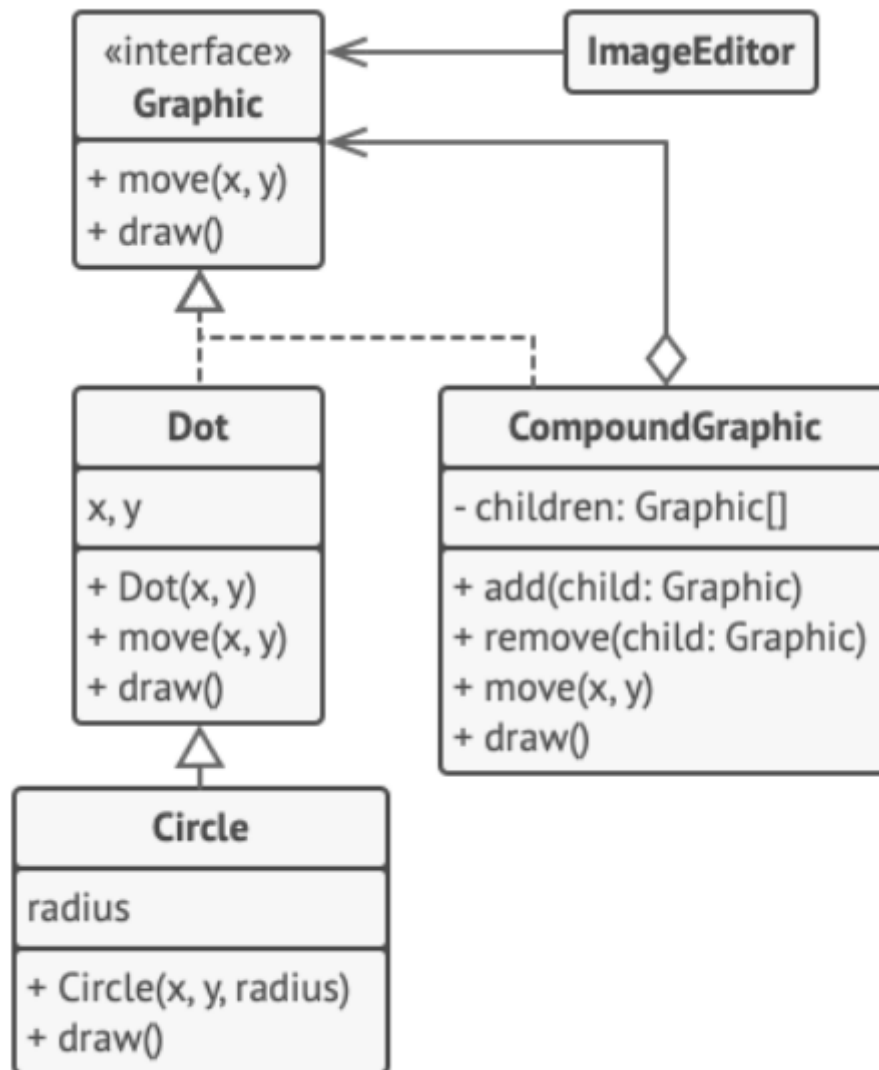 «interface»
Graphic
+ move(x, y)
+ draw()
ImageEditor
Dot
x, y
+ Dot(x, y)
+ move(x, y)
+ draw()
CompoundGraphic
- children: Graphic[]
+ add(child: Graphic)
+ remove(child: Graphic)
+ move(x, y)
+ draw()
Circle
radius
+ Circle(x, y, radius)
+ draw()